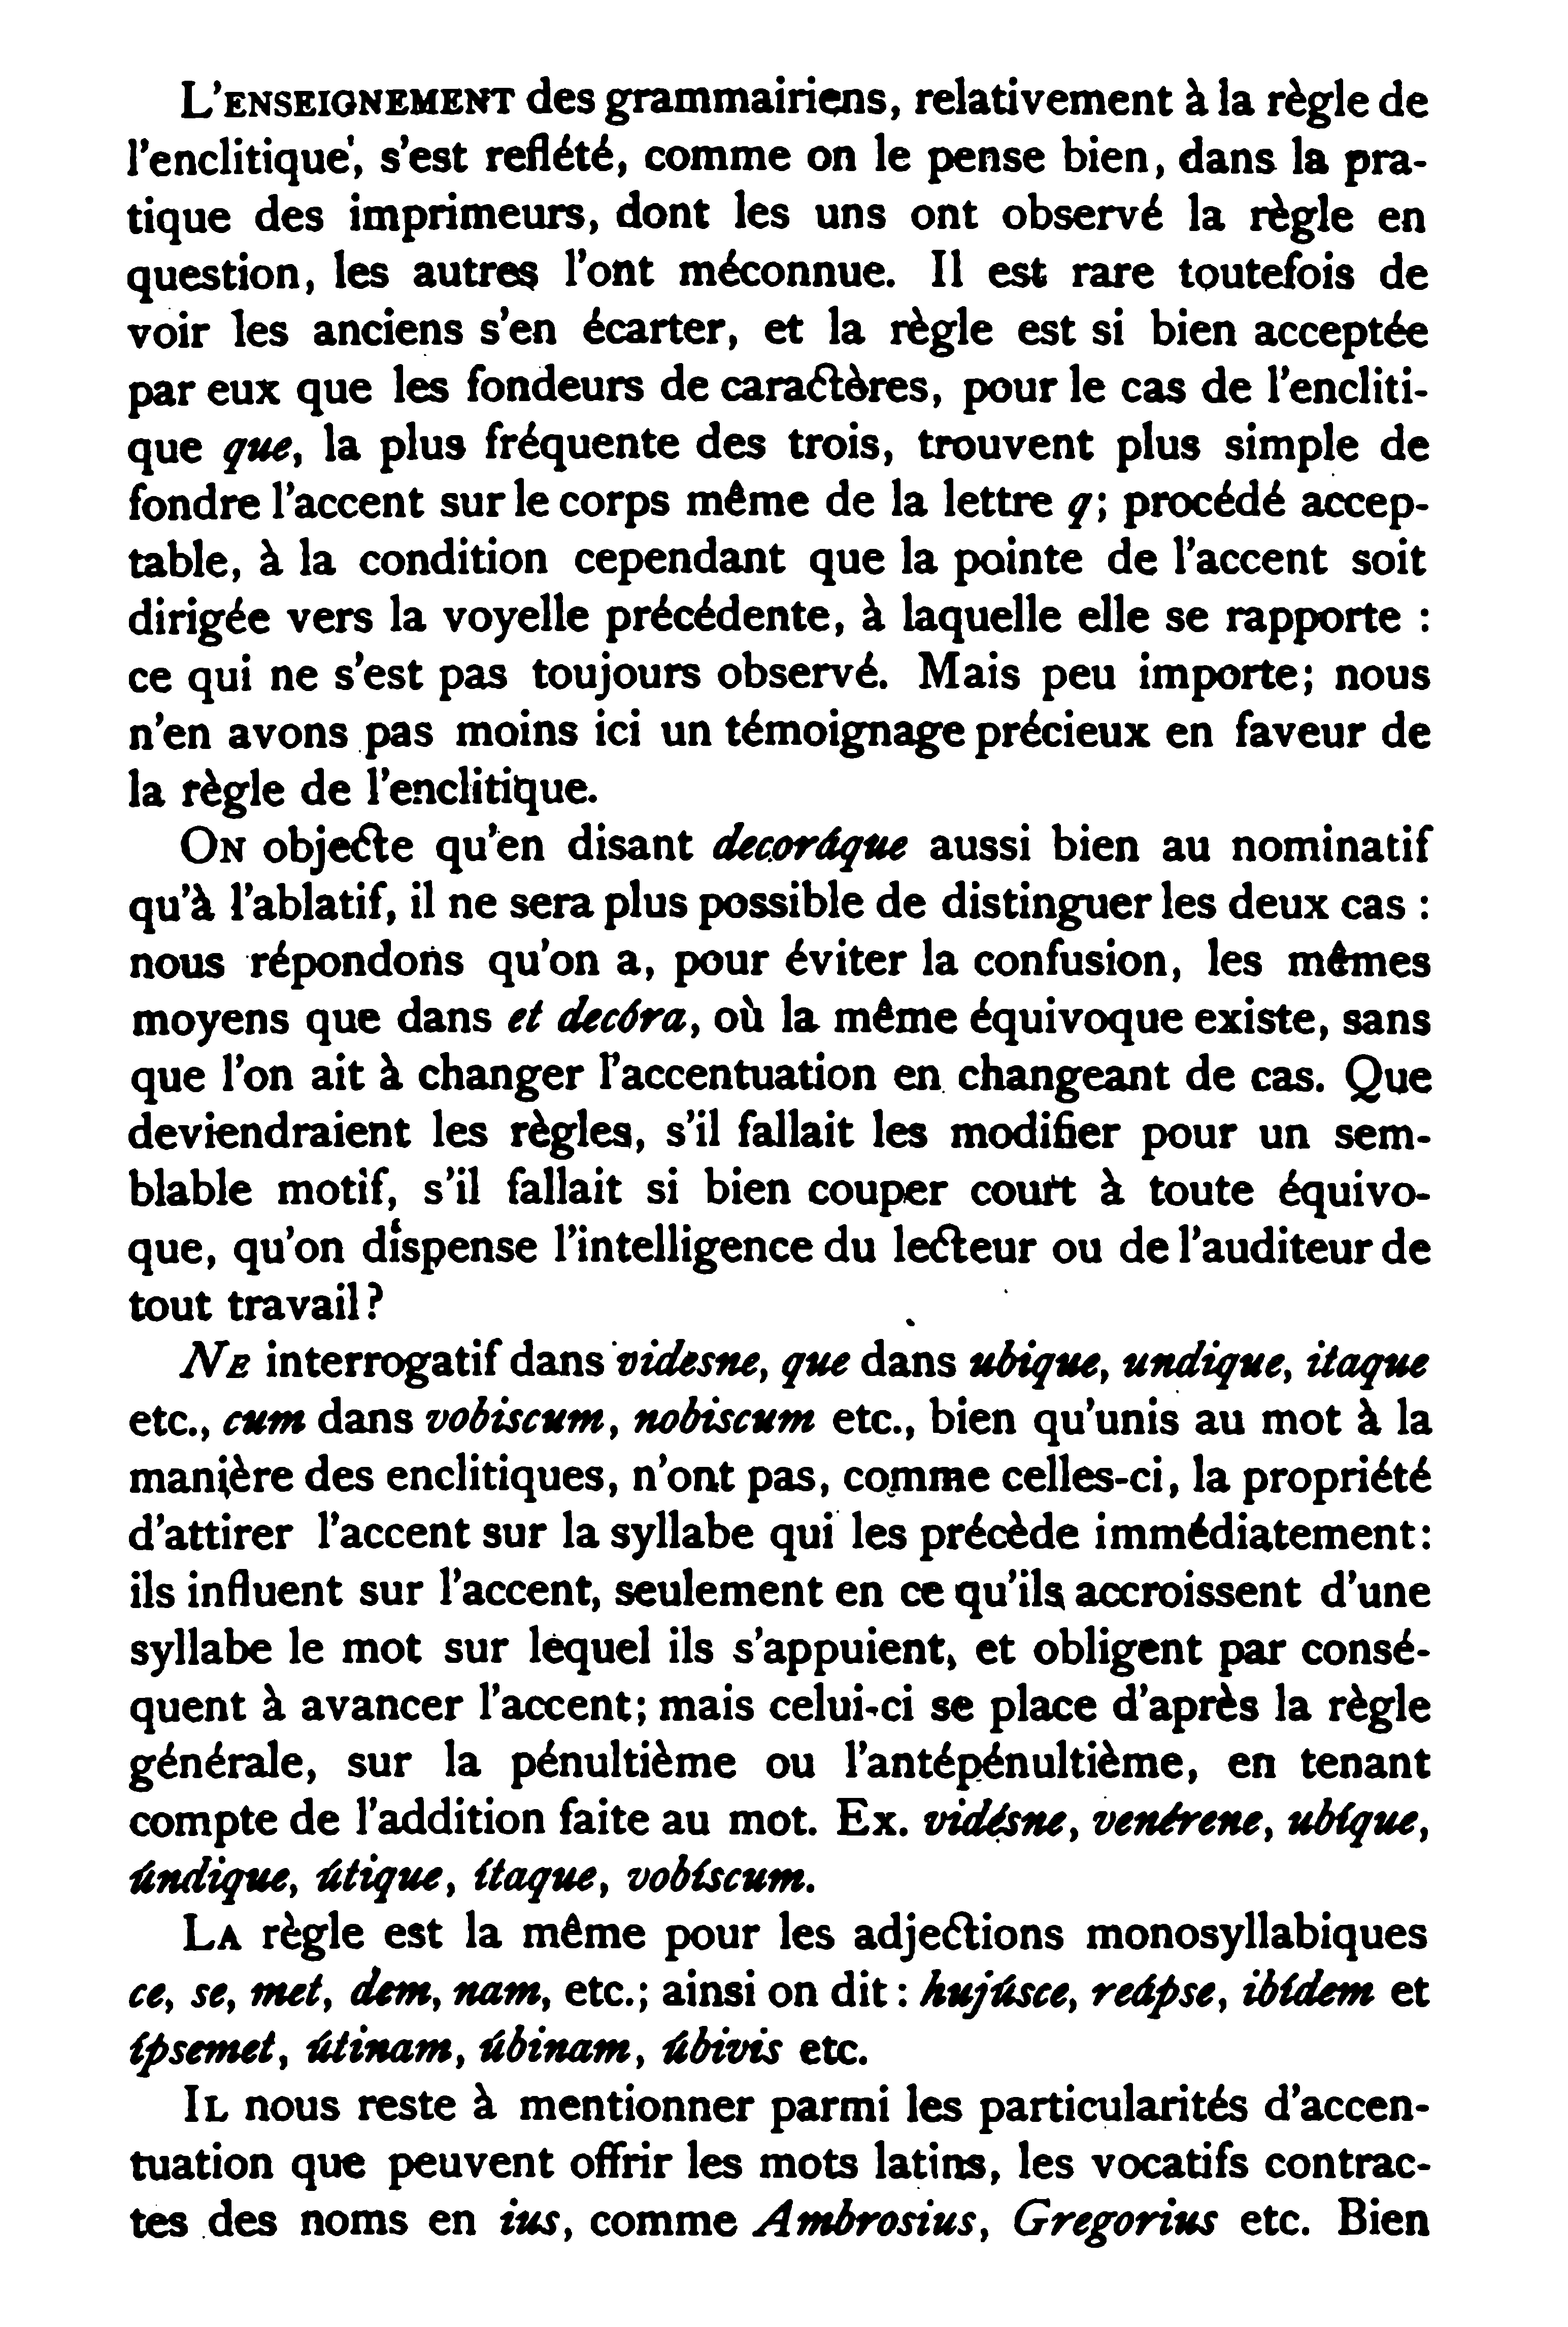 L'ENSEIGNEMENT des grammairiens, relativement à la règle de
l'enclitique, s'est reflété, comme on le pense bien, dans la pra-
tique des imprimeurs, dont les uns ont observé la règle en
question, les autres l'ont méconnue. Il est rare toutefois de
voir les anciens s'en écarter, et la règle est si bien acceptée
par eux que les fondeurs de caractères, pour le cas de l'encliti-
que que, la plus fréquente des trois, trouvent plus simple de
fondre l'accent sur le corps même de la lettre q; procédé accep-
table, à la condition cependant que la pointe de l'accent soit
dirigée vers la voyelle précédente, à laquelle elle se rapporte :
ce qui ne s'est pas toujours observé. Mais peu importe; nous
n'en avons pas moins ici un témoignage précieux en faveur de
la règle de l'enclitique.
ON objecte qu'en disant decoráque aussi bien au nominatif
qu'à l'ablatif, il ne sera plus possible de distinguer les deux cas :
nous répondons qu'on a, pour éviter la confusion, les mêmes
moyens que dans et decóra, où la même équivoque existe, sans
que l'on ait à changer l'accentuation en changeant de cas. Que
deviendraient les règles, s'il fallait les modifier pour un sem-
blable motif, s'il fallait si bien couper court à toute équivo-
que, qu'on dispense l'intelligence du lecteur ou de l'auditeur de
tout travail?
NE interrogatif dans videsne, que dans ubique, undique, itaque
etc., cum dans vobiscum, nobiscum etc., bien qu'unis au mot à la
manière des enclitiques, n'ont pas, comme celles-ci, la propriété
d'attirer l'accent sur la syllabe qui les précède immédiatement:
ils influent sur l'accent, seulement en ce qu'ils accroissent d'une
syllabe le mot sur lequel ils s'appuient, et obligent par consé-
quent à avancer l'accent; mais celui-ci se place d'après la règle
générale, sur la pénultième ou l'antépénultième, en tenant
compte de l'addition faite au mot. Ex. vidésne, venérene, ubíque,
úndique, útique, ítaque, vobíscum.
LA règle est la même pour les adjections monosyllabiques
ce, se, met, dem, nam, etc.; ainsi on dit : hujúsce, reápse, ibídem et
ípsemet, útinam, úbinam, úbivis etc.
IL nous reste à mentionner parmi les particularités d'accen-
tuation que peuvent offrir les mots latins, les vocatifs contrac-
tes des noms en ius, comme Ambrosius, Gregorius etc. Bien